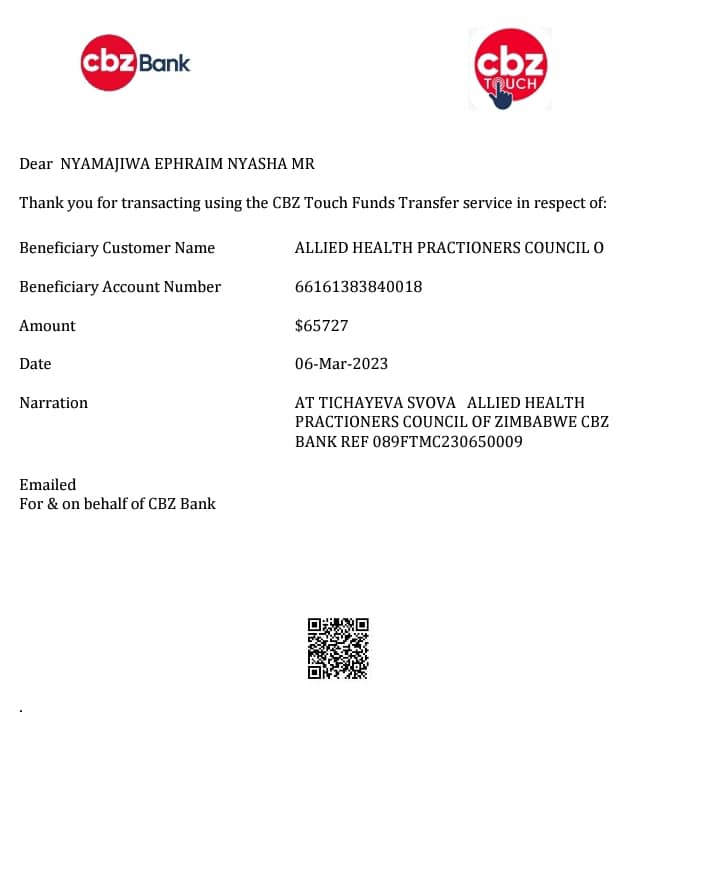 cbz Bank
cbz
TOUCH
Dear NYAMAJIWA EPHRAIM NYASHA MR
Thank you for transacting using the CBZ Touch Funds Transfer service in respect of:
Beneficiary Customer Name ALLIED HEALTH PRACTIONERS COUNCIL O
Beneficiary Account Number 66161383840018
Amount $65727
Date 06-Mar-2023
Narration AT TICHAYEVA SVOVA ALLIED HEALTH
PRACTIONERS COUNCIL OF ZIMBABWE CBZ
BANK REF 089FTMC230650009
Emailed
For & on behalf of CBZ Bank
.